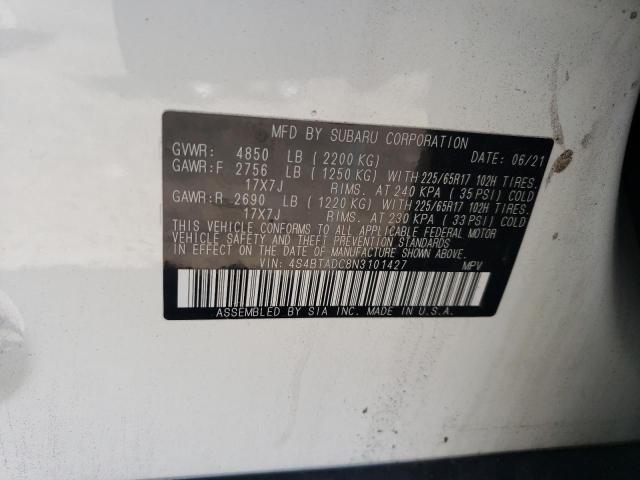 MFD BY SUBARU CORPORATION
GVWR: 4850 LB (2200 KG) DATE: 06/21
GAWR:F 2756 LB (1250 KG) WITH 225/65R17 102H TIRES.
17X7J RIMS. AT 240 KPA (35 PSI) COLD
GAWR:R 2690 LB (1220 KG) WITH 225/65R17 102H TIRES.
17X7J RIMS. AT 230 KPA (33 PSI) COLD
THIS VEHICLE CONFORMS TO ALL APPLICABLE FEDERAL MOTOR
VEHICLE SAFETY AND THEFT PREVENTION STANDARDS
IN EFFECT ON THE DATE OF MANUFACTURE SHOWN ABOVE.
VIN: 4S4BTADC8N3101427 MPV
ASSEMBLED BY SIA INC. MADE IN U.S.A.